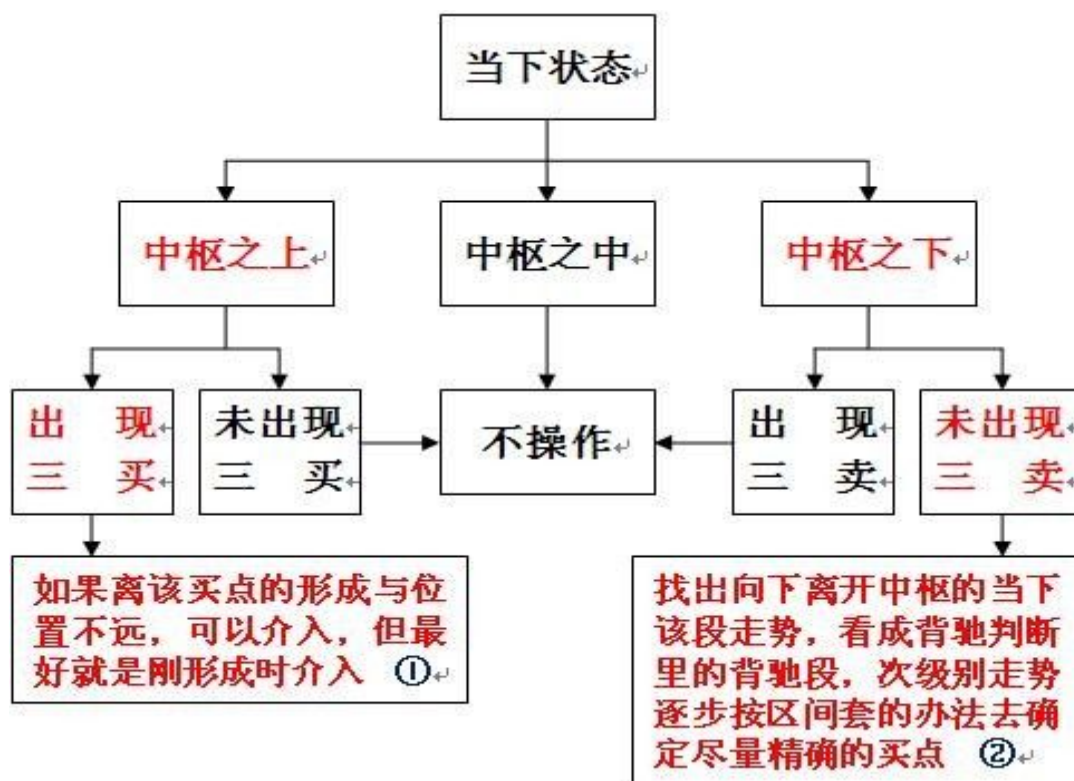 当下状态
中枢之上
中枢之中
中枢之下
出 现
三 买
未出现
三 买
不操作
出 现
三 卖
未出现
三 卖
如果离该买点的形成与位
置不远，可以介入，但最
好就是刚形成时介入 ①
找出向下离开中枢的当下
该段走势，看成背驰判断
里的背驰段，次级别走势
逐步按区间套的办法去确
定尽量精确的买点 ②